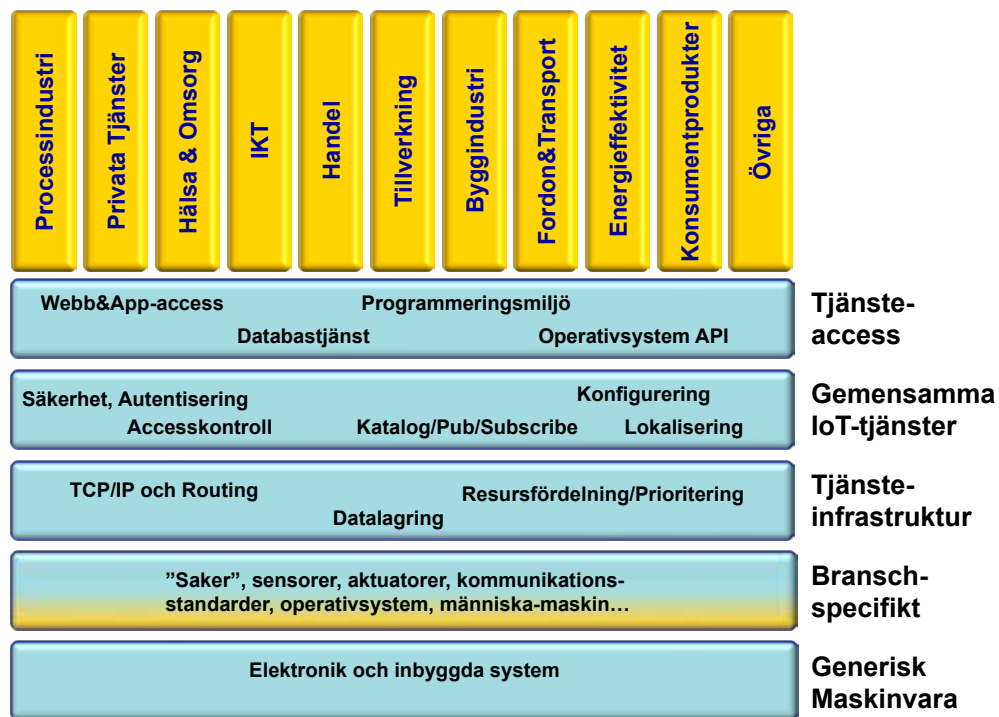 Processindustri
Privata Tjänster
Hälsa & Omsorg
IKT
Handel
Tillverkning
Byggindustri
Fordon&Transport
Energieffektivitet
Konsumentprodukter
Övriga
Webb&App-access
Programmeringsmiljö
Databastjänst
Operativsystem API
Tjänste-
access
Säkerhet, Autentisering
Konfigurering
Accesskontroll
Katalog/Pub/Subscribe
Lokalisering
Gemensamma
IoT-tjänster
TCP/IP och Routing
Resursfördelning/Prioritering
Datalagring
Tjänste-
infrastruktur
”Saker”, sensorer, aktuatorer, kommunikations-
standarder, operativsystem, människa-maskin…
Bransch-
specifikt
Elektronik och inbyggda system
Generisk
Maskinvara